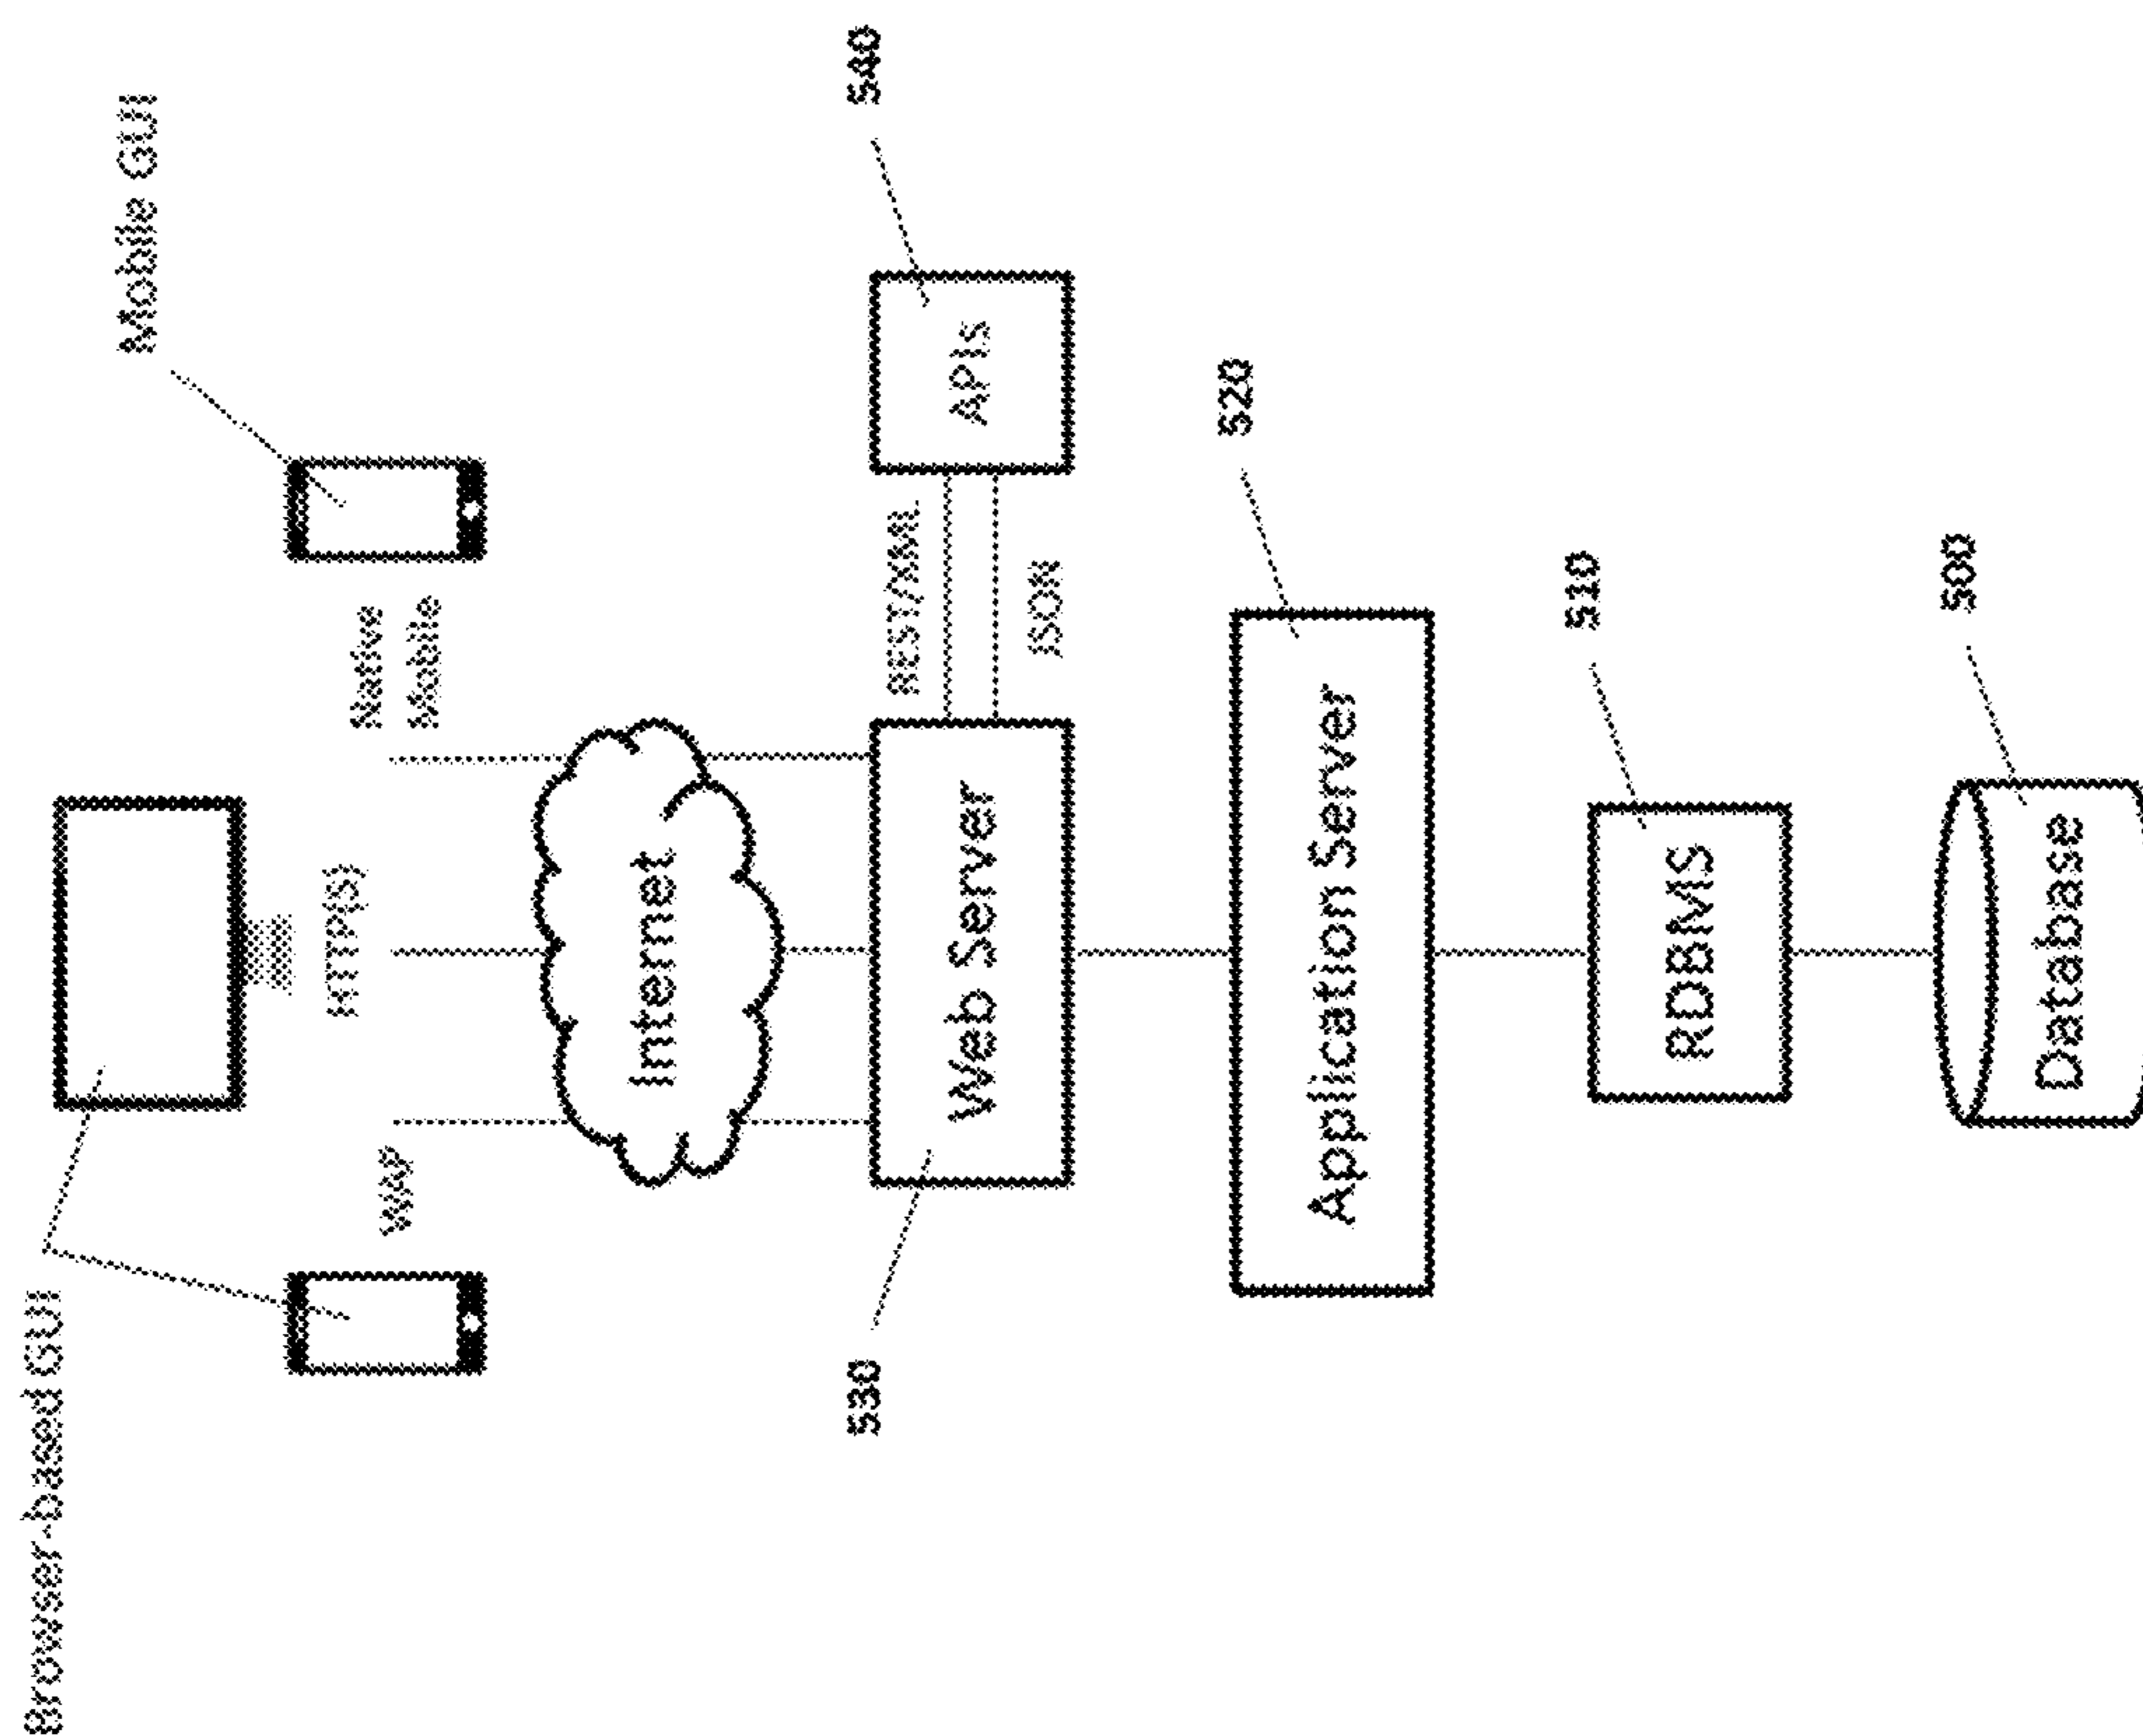 Browser-based GUI
Mobile GUI
HTTP(S)
Native
Mobile
WAP
Internet
540
APIs
REST/XML
JSON
Web Server
530
520
Application Server
510
RDBMS
500
Database